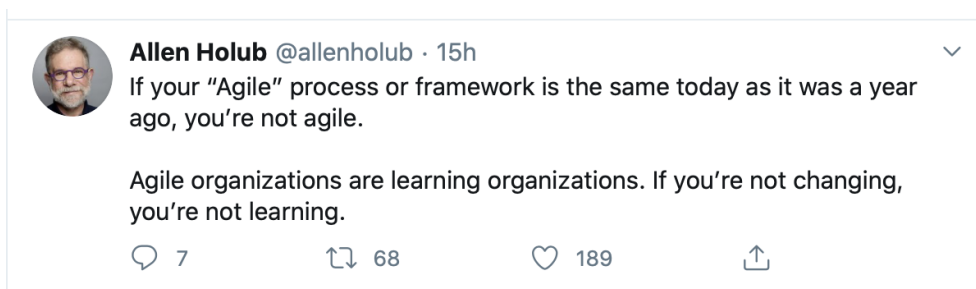 Allen Holub @allenholub · 15h
If your “Agile” process or framework is the same today as it was a year
ago, you’re not agile.
Agile organizations are learning organizations. If you’re not changing,
you’re not learning.
7 68 189